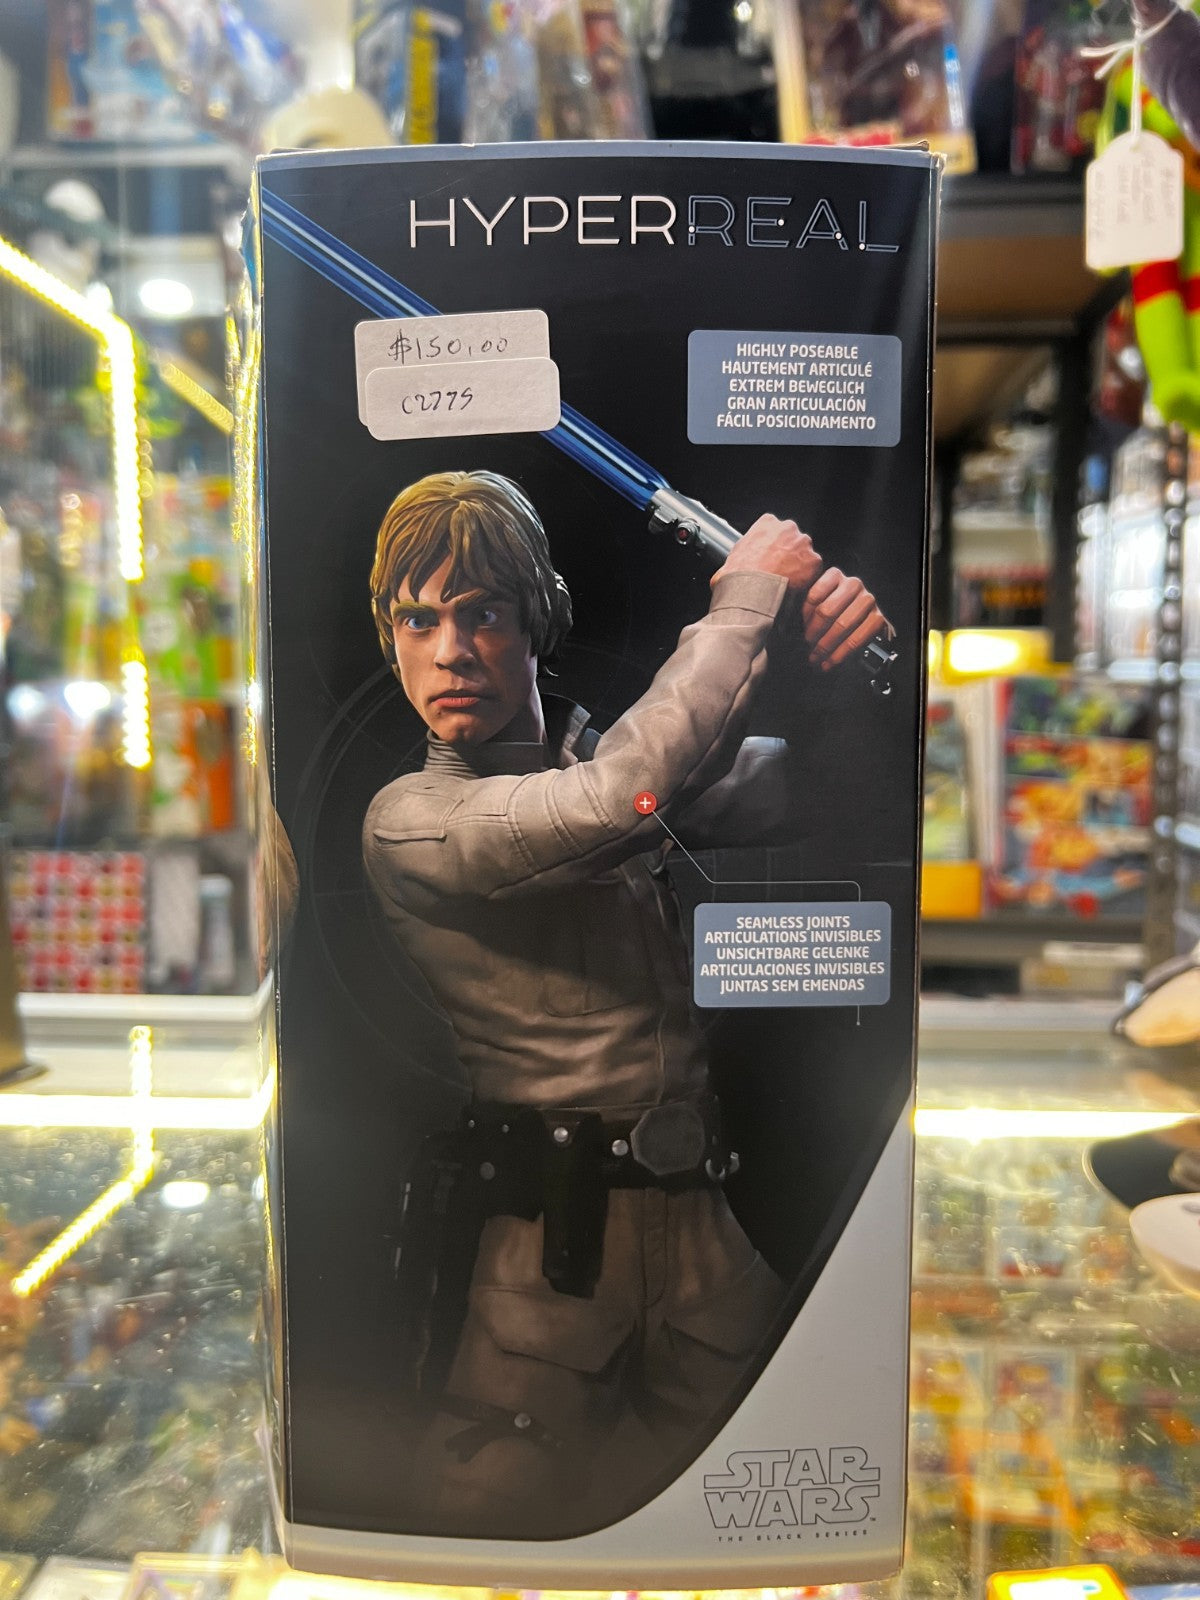 HYPERREAL
$150.00
C2775
HIGHLY POSEABLE
HAUTEMENT ARTICULÉ
EXTREM BEWEGLICH
GRAN ARTICULACIÓN
FÁCIL POSICIONAMENTO
SEAMLESS JOINTS
ARTICULATIONS INVISIBLES
UNSICHTBARE GELENKE
ARTICULACIONES INVISIBLES
JUNTAS SEM EMENDAS
STAR
WARS™
THE BLACK SERIES